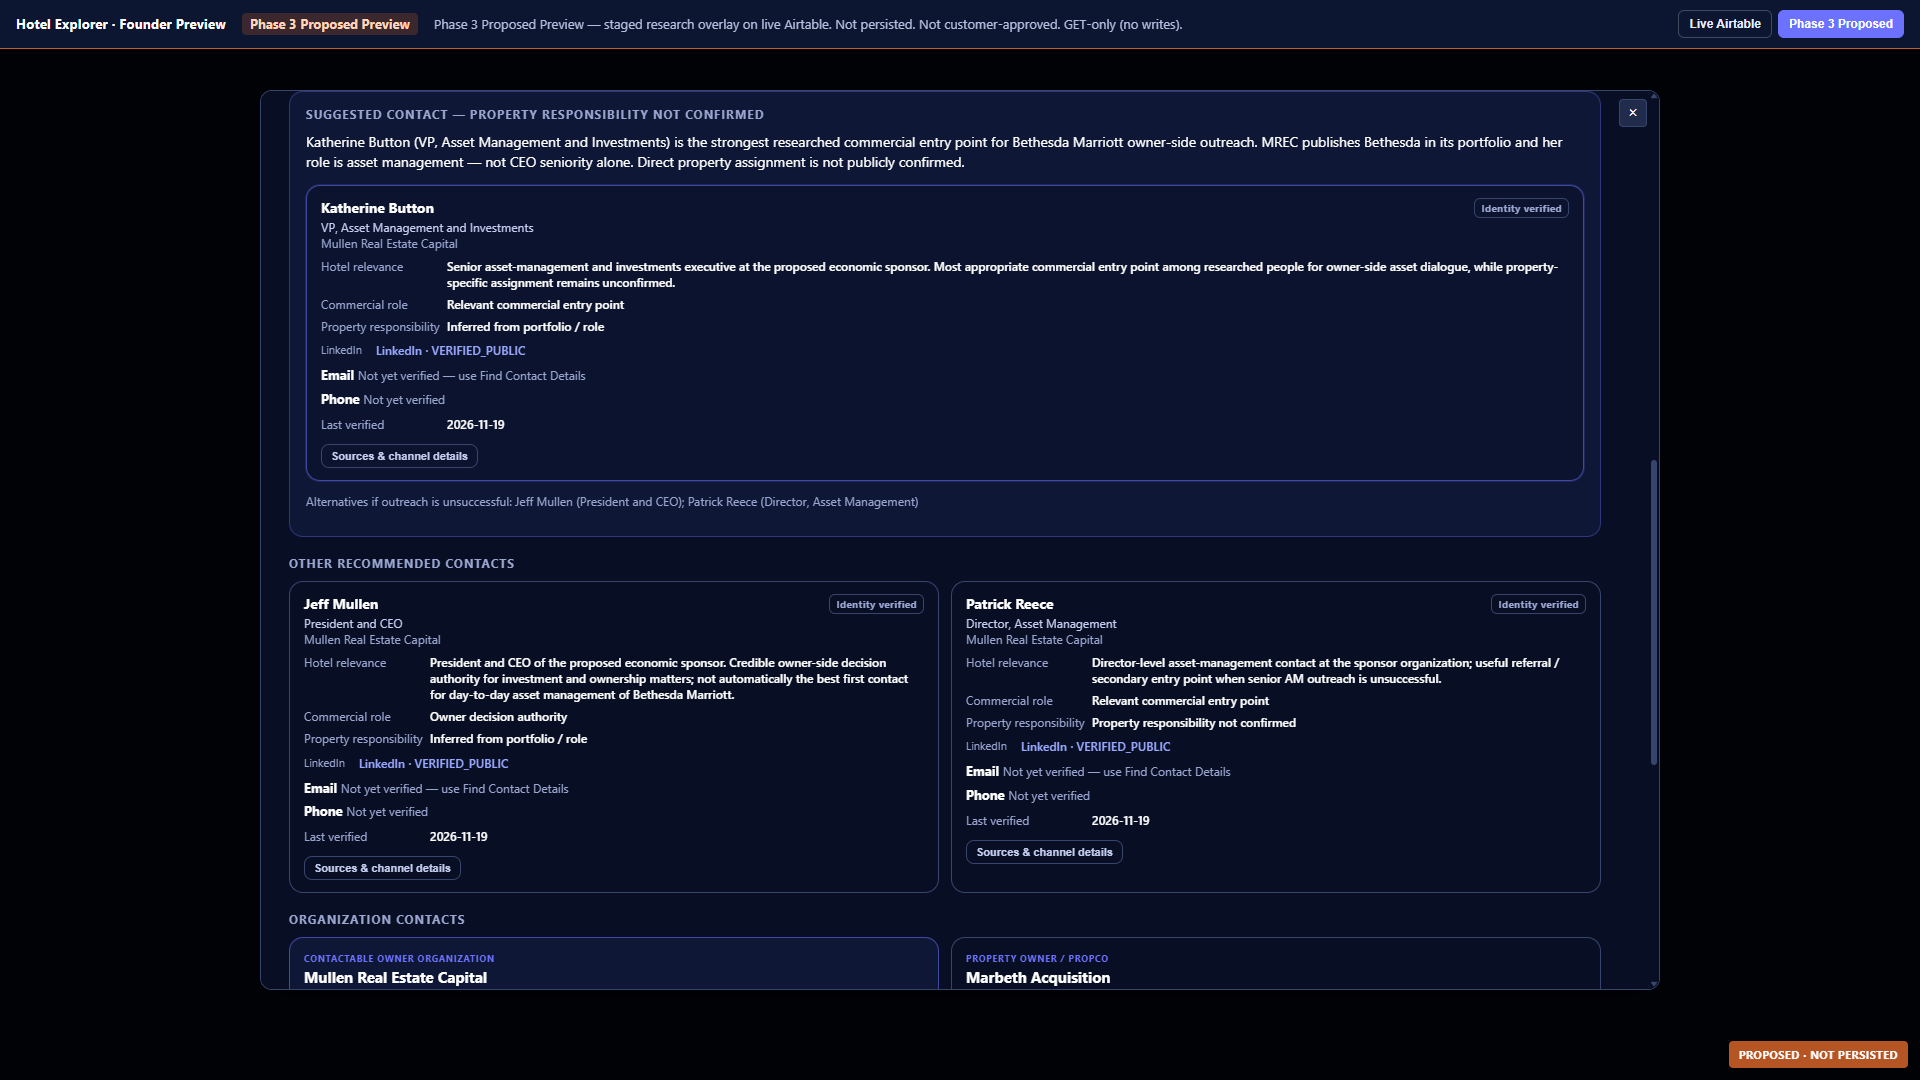 Hotel Explorer · Founder Preview
Phase 3 Proposed Preview
Phase 3 Proposed Preview — staged research overlay on live Airtable. Not persisted. Not customer-approved. GET-only (no writes).
Live Airtable
Phase 3 Proposed
SUGGESTED CONTACT — PROPERTY RESPONSIBILITY NOT CONFIRMED
×
Katherine Button (VP, Asset Management and Investments) is the strongest researched commercial entry point for Bethesda Marriott owner-side outreach. MREC publishes Bethesda in its portfolio and her
role is asset management — not CEO seniority alone. Direct property assignment is not publicly confirmed.
Katherine Button
Identity verified
VP, Asset Management and Investments
Mullen Real Estate Capital
Hotel relevance Senior asset-management and investments executive at the proposed economic sponsor. Most appropriate commercial entry point among researched people for owner-side asset dialogue, while property-
specific assignment remains unconfirmed.
Commercial role Relevant commercial entry point
Property responsibility Inferred from portfolio / role
LinkedIn LinkedIn · VERIFIED_PUBLIC
Email Not yet verified — use Find Contact Details
Phone Not yet verified
Last verified 2026-11-19
Sources & channel details
Alternatives if outreach is unsuccessful: Jeff Mullen (President and CEO); Patrick Reece (Director, Asset Management)
OTHER RECOMMENDED CONTACTS
Jeff Mullen
Identity verified
President and CEO
Mullen Real Estate Capital
Hotel relevance President and CEO of the proposed economic sponsor. Credible owner-side decision
authority for investment and ownership matters; not automatically the best first contact
for day-to-day asset management of Bethesda Marriott.
Commercial role Owner decision authority
Property responsibility Inferred from portfolio / role
LinkedIn LinkedIn · VERIFIED_PUBLIC
Email Not yet verified — use Find Contact Details
Phone Not yet verified
Last verified 2026-11-19
Sources & channel details
Patrick Reece
Identity verified
Director, Asset Management
Mullen Real Estate Capital
Hotel relevance Director-level asset-management contact at the sponsor organization; useful referral /
secondary entry point when senior AM outreach is unsuccessful.
Commercial role Relevant commercial entry point
Property responsibility Property responsibility not confirmed
LinkedIn LinkedIn · VERIFIED_PUBLIC
Email Not yet verified — use Find Contact Details
Phone Not yet verified
Last verified 2026-11-19
Sources & channel details
ORGANIZATION CONTACTS
CONTACTABLE OWNER ORGANIZATION
Mullen Real Estate Capital
PROPERTY OWNER / PROPCO
Marbeth Acquisition
PROPOSED · NOT PERSISTED